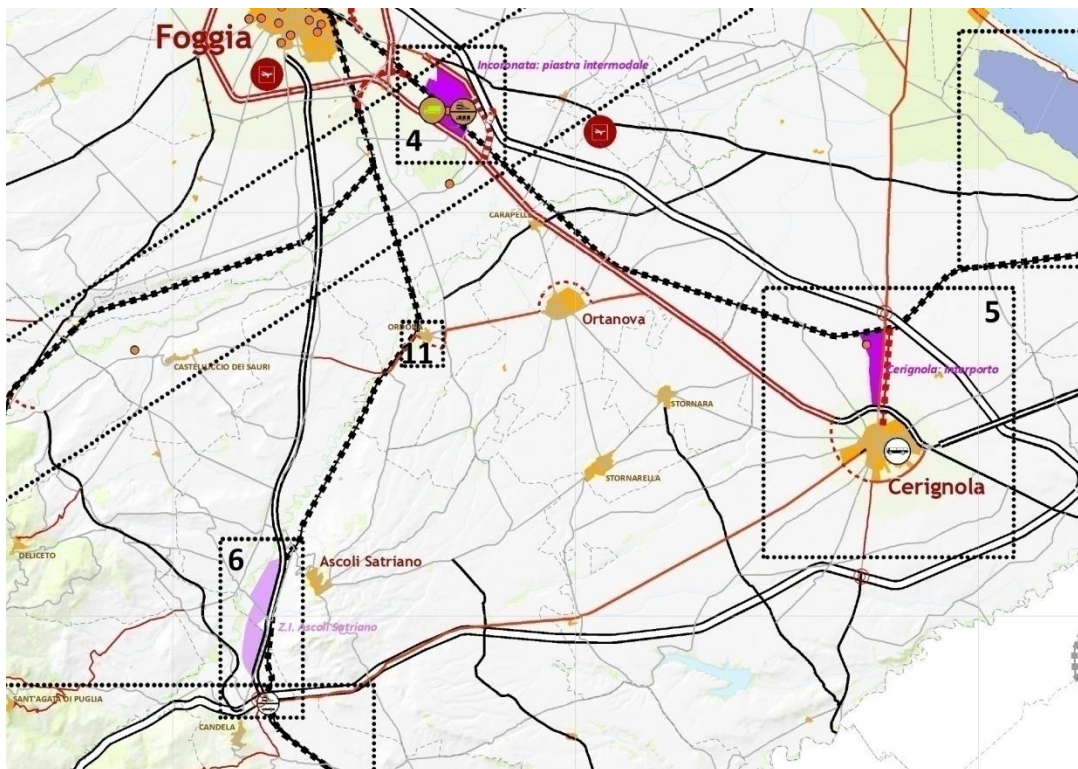 Foggia
Incoronata: piastra intermodale
4
CARAPELLE
5
Ortanova
ORDONA
11
CASTELLUCCIO DEI SAURI
Cerignola: interporto
STORNARA
STORNARELLA
Cerignola
DELICETO
6
Ascoli Satriano
Z.I. Ascoli Satriano
SANT'AGATA DI PUGLIA
CANDELA